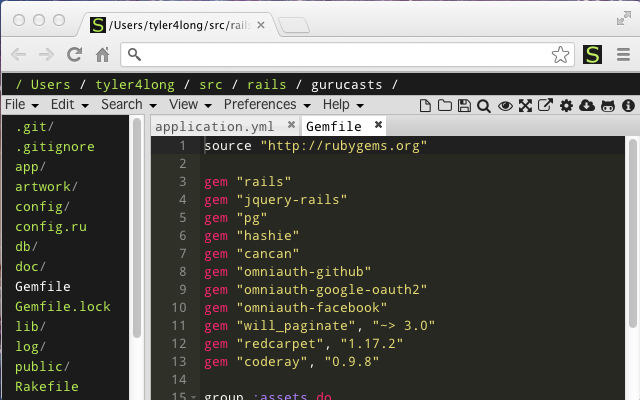 S /Users/tyler4long/src/rails
S
/ Users / tyler4long / src / rails / gurucasts /
File Edit Search View Preferences Help
.git/
.gitignore
app/
artwork/
config/
config.ru
db/
doc/
Gemfile
Gemfile.lock
lib/
log/
public/
Rakefile
application.yml Gemfile
1 source "http://rubygems.org"
2
3 gem "rails"
4 gem "jquery-rails"
5 gem "pg"
6 gem "hashie"
7 gem "cancan"
8 gem "omniauth-github"
9 gem "omniauth-google-oauth2"
10 gem "omniauth-facebook"
11 gem "will_paginate", "~> 3.0"
12 gem "redcarpet", "1.17.2"
13 gem "coderay", "0.9.8"
14
15 group :assets do